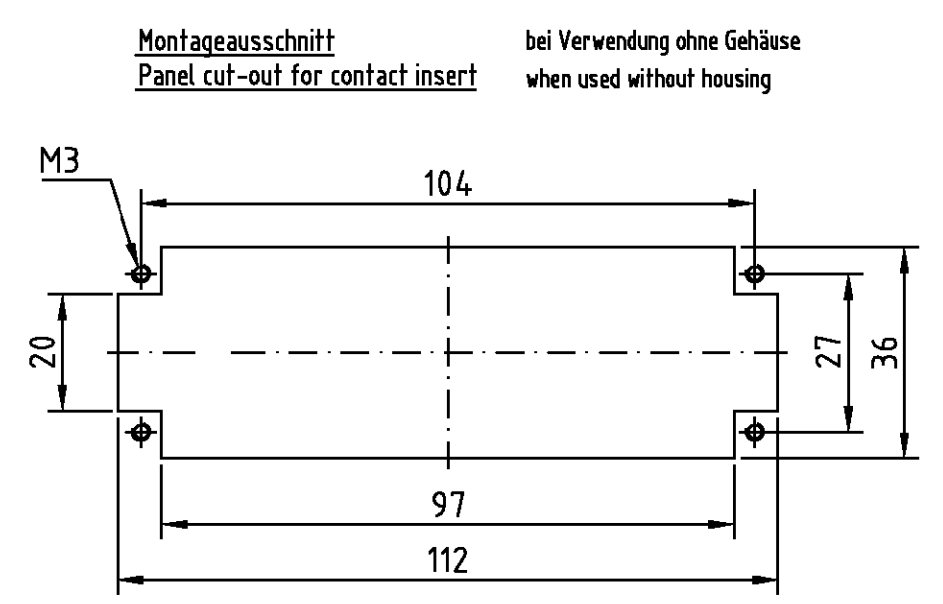 Montageausschnitt
bei Verwendung ohne Gehäuse
Panel cut-out for contact insert
when used without housing
M3
104
20
27
36
97
112